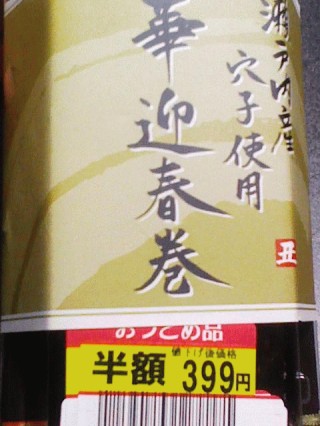 瀬戸内産
穴子使用
華迎春巻
丑
おつとめ品
半額
値下げ後価格
399円